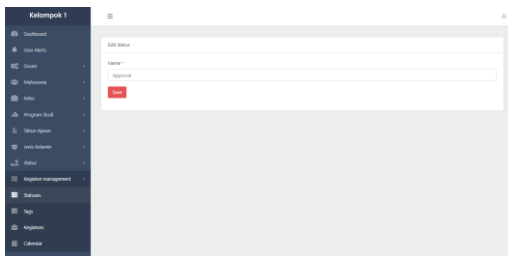 Kelompok 1
Dashboard
User Alerts
Dosen
Mahasiswa
Kelas
Program Studi
Tahun Ajaran
Jenis Kelamin
Status
Kegiatan management
Statuses
Tags
Kegiatans
Calendar
Edit Status
Name *
Approval
Save